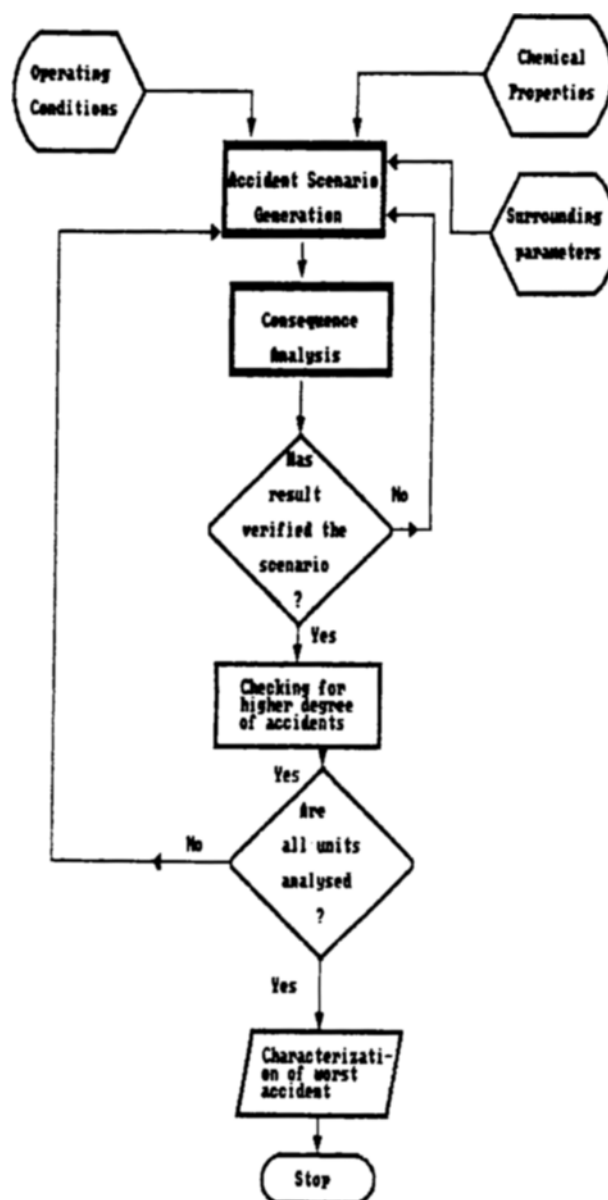 Operating
Conditions
Chemical
Properties
Accident Scenario
Generation
Surrounding
parameters
Consequence
Analysis
Has
result
verified the
scenario
?
No
Yes
Checking for
higher degree
of accidents
Yes
Are
all units
analysed
?
No
Yes
Characterizati-
on of worst
accident
Stop